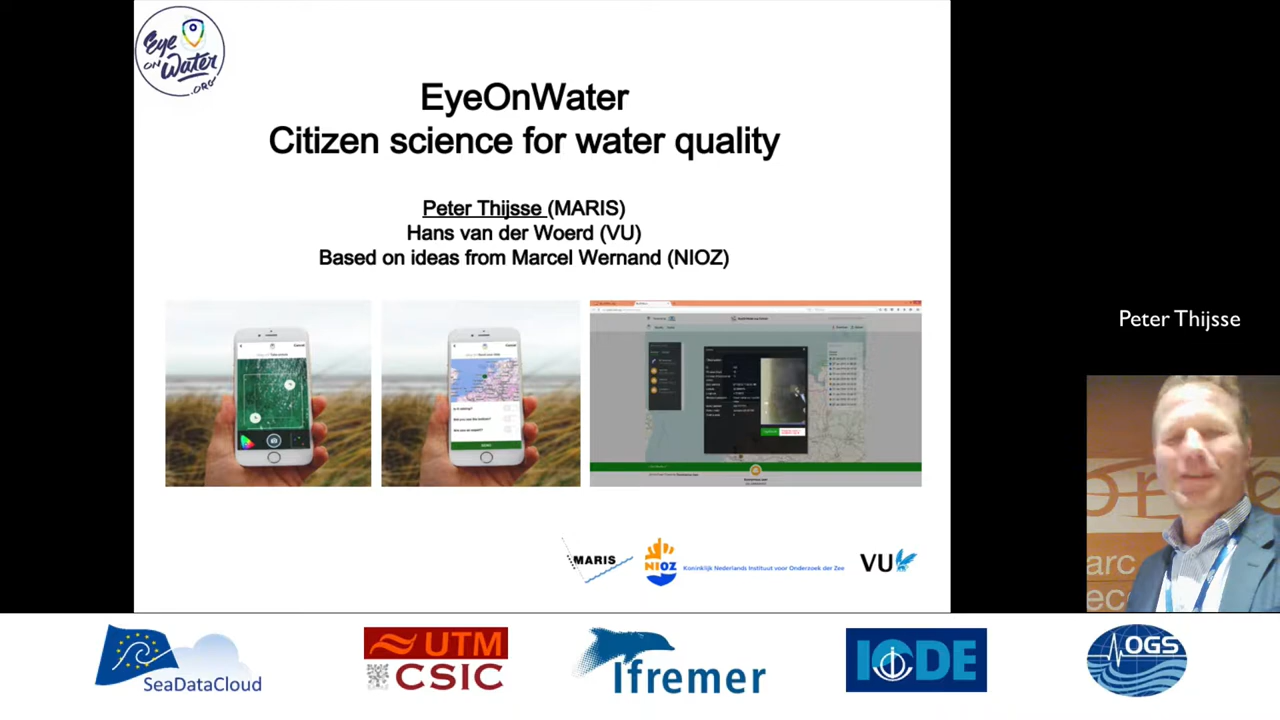 Eye
ON
Water
.ORG
EyeOnWater
Citizen science for water quality
Peter Thijsse (MARIS)
Hans van der Woerd (VU)
Based on ideas from Marcel Wernand (NIOZ)
MARIS
NIOZ
Koninklijk Nederlands Instituut voor Onderzoek der Zee
VU
Peter Thijsse
arc
SeaDataCloud
UTM
CSIC
Ifremer
IODE
OGS